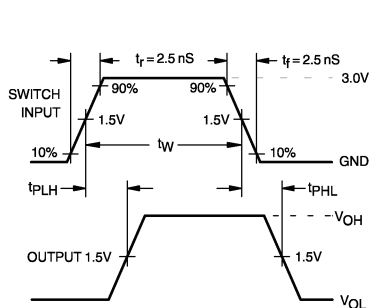 tr = 2.5 nS
tf = 2.5 nS
90% 90% 3.0V
SWITCH
INPUT
1.5V 1.5V
tW
10% 10%
GND
tPLH tPHL
VOH
OUTPUT 1.5V 1.5V
VOL